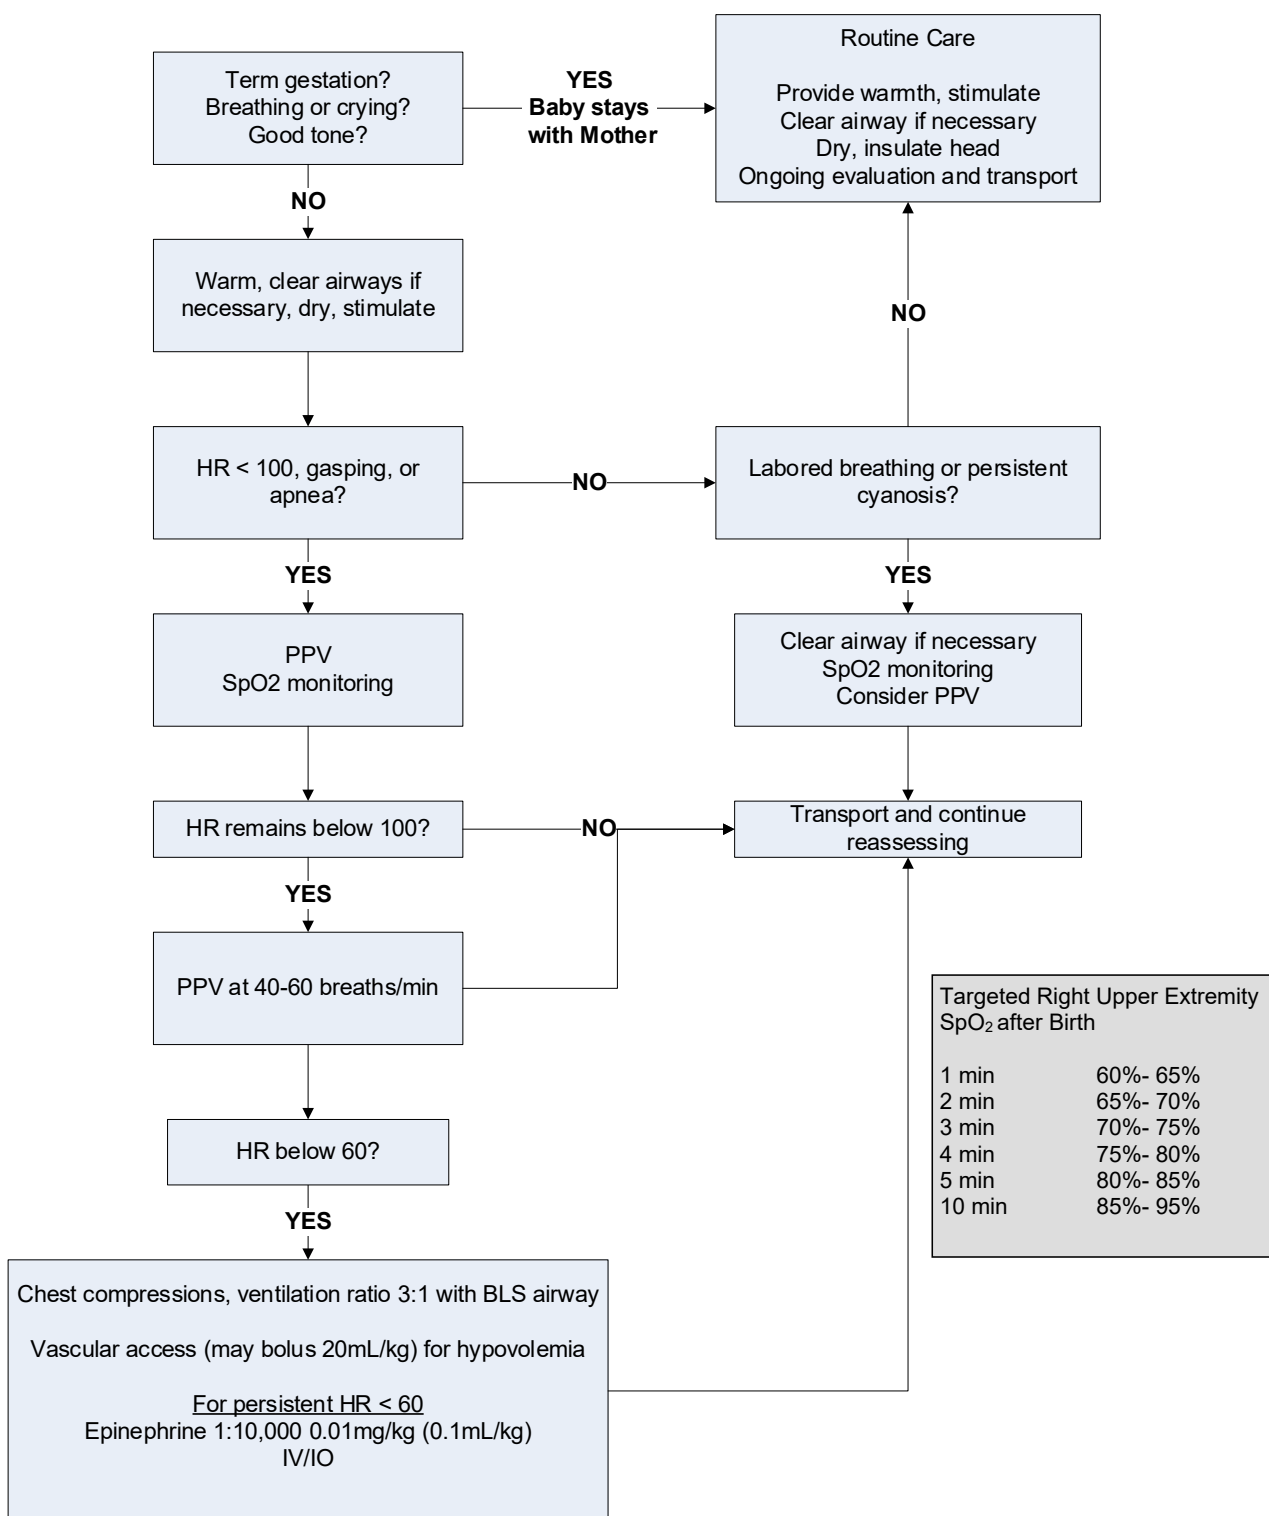 Term gestation?
Breathing or crying?
Good tone?
YES
Baby stays
with Mother
Routine Care
Provide warmth, stimulate
Clear airway if necessary
Dry, insulate head
Ongoing evaluation and transport
NO
Warm, clear airways if
necessary, dry, stimulate
NO
HR < 100, gasping, or
apnea?
NO
Labored breathing or persistent
cyanosis?
YES
YES
PPV
SpO2 monitoring
Clear airway if necessary
SpO2 monitoring
Consider PPV
HR remains below 100?
NO
Transport and continue
reassessing
YES
PPV at 40-60 breaths/min
Targeted Right Upper Extremity
SpO₂ after Birth
1 min 60%- 65%
2 min 65%- 70%
3 min 70%- 75%
4 min 75%- 80%
5 min 80%- 85%
10 min 85%- 95%
HR below 60?
YES
Chest compressions, ventilation ratio 3:1 with BLS airway
Vascular access (may bolus 20mL/kg) for hypovolemia
For persistent HR < 60
Epinephrine 1:10,000 0.01mg/kg (0.1mL/kg)
IV/IO